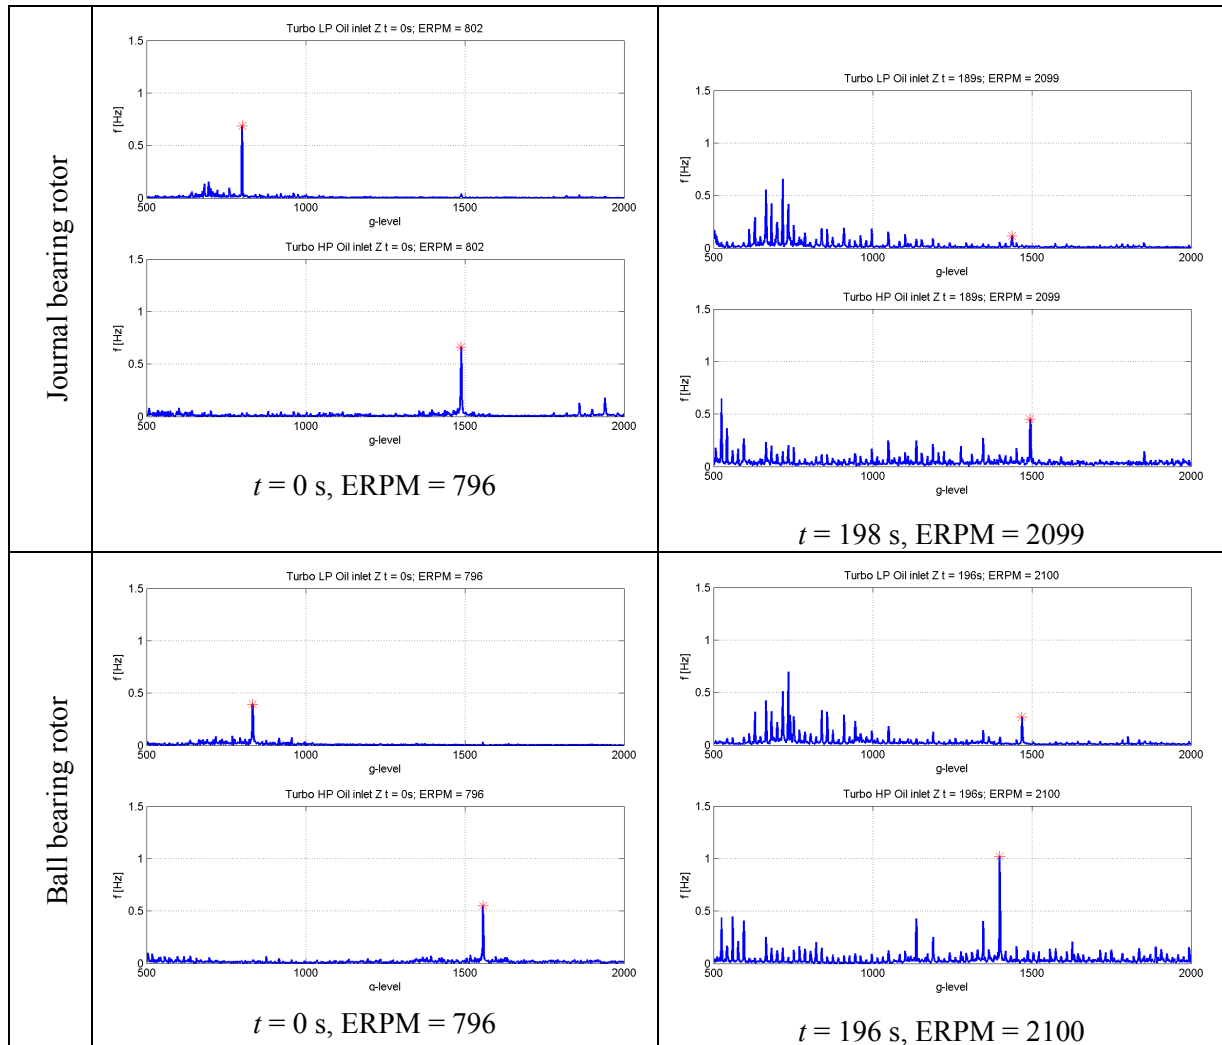 Journal bearing rotor
Turbo LP Oil inlet Z t = 0s; ERPM = 802
1.5
1
0.5
0
f [Hz]
500 1000 1500 2000
g-level
Turbo HP Oil inlet Z t = 0s; ERPM = 802
1.5
1
0.5
0
f [Hz]
500 1000 1500 2000
g-level
t = 0 s, ERPM = 796
Turbo LP Oil inlet Z t = 189s; ERPM = 2099
1.5
1
0.5
0
f [Hz]
500 1000 1500 2000
g-level
Turbo HP Oil inlet Z t = 189s; ERPM = 2099
1.5
1
0.5
0
f [Hz]
500 1000 1500 2000
g-level
t = 198 s, ERPM = 2099
Ball bearing rotor
Turbo LP Oil inlet Z t = 0s; ERPM = 796
1.5
1
0.5
0
f [Hz]
500 1000 1500 2000
g-level
Turbo HP Oil inlet Z t = 0s; ERPM = 796
1.5
1
0.5
0
f [Hz]
500 1000 1500 2000
g-level
t = 0 s, ERPM = 796
Turbo LP Oil inlet Z t = 196s; ERPM = 2100
1.5
1
0.5
0
f [Hz]
500 1000 1500 2000
g-level
Turbo HP Oil inlet Z t = 196s; ERPM = 2100
1.5
1
0.5
0
f [Hz]
500 1000 1500 2000
g-level
t = 196 s, ERPM = 2100